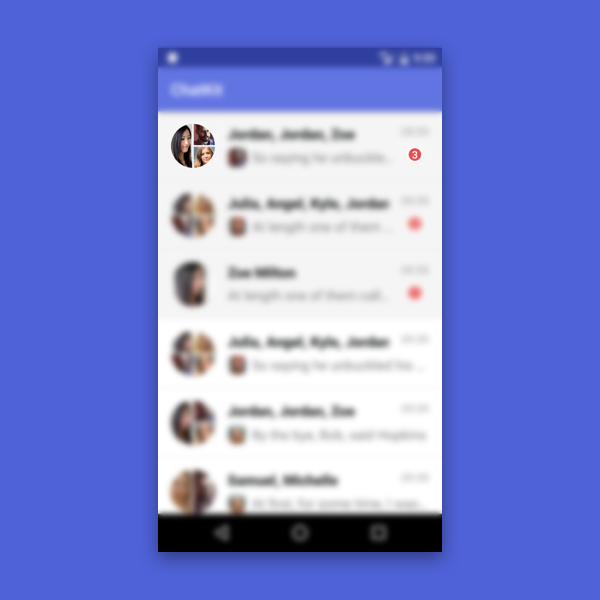 ChatKit
Jordan, Jordan, Zoe
So saying he unbuckle...
3
Julia, Angel, Kyle, Jordan
At length one of them ...
Zoe Milton
At length one of them call...
Julia, Angel, Kyle, Jordan
So saying he unbuckled his ...
Jordan, Jordan, Zoe
By the bye, Bob, said Hopkins
Samuel, Michelle
At first, for some time, I was...